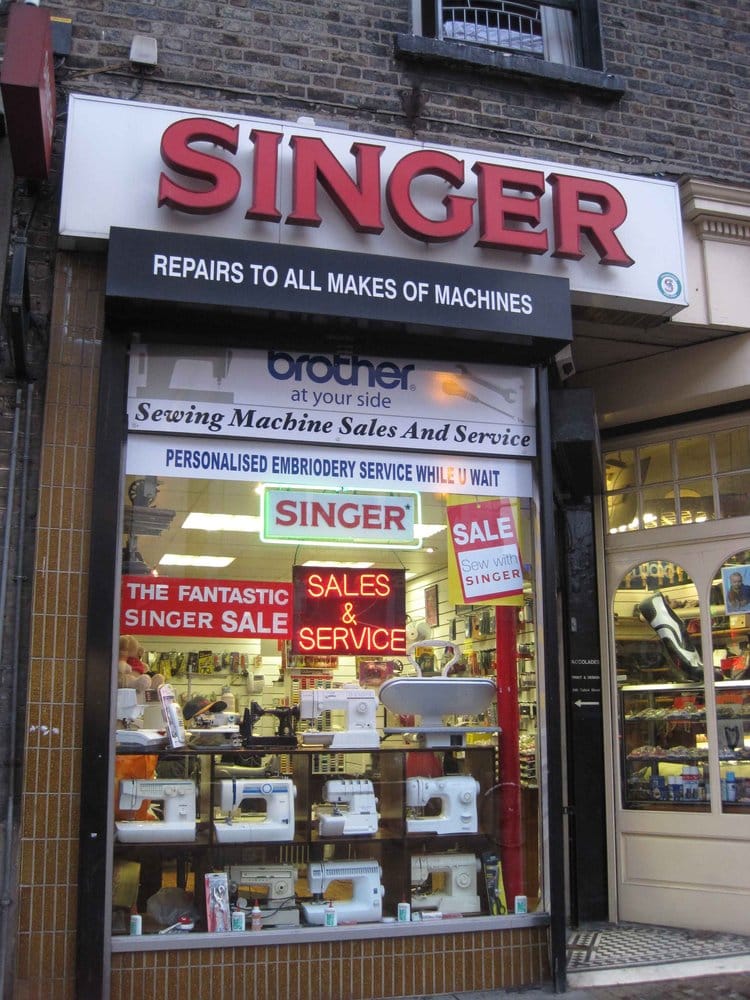 SINGER
REPAIRS TO ALL MAKES OF MACHINES
brother
at your side
Sewing Machine Sales And Service
PERSONALISED EMBRIODERY SERVICE WHILE U WAIT
SINGER
SALE
Sew with
SINGER
THE FANTASTIC
SINGER SALE
SALES
&
SERVICE
ACCOLADES